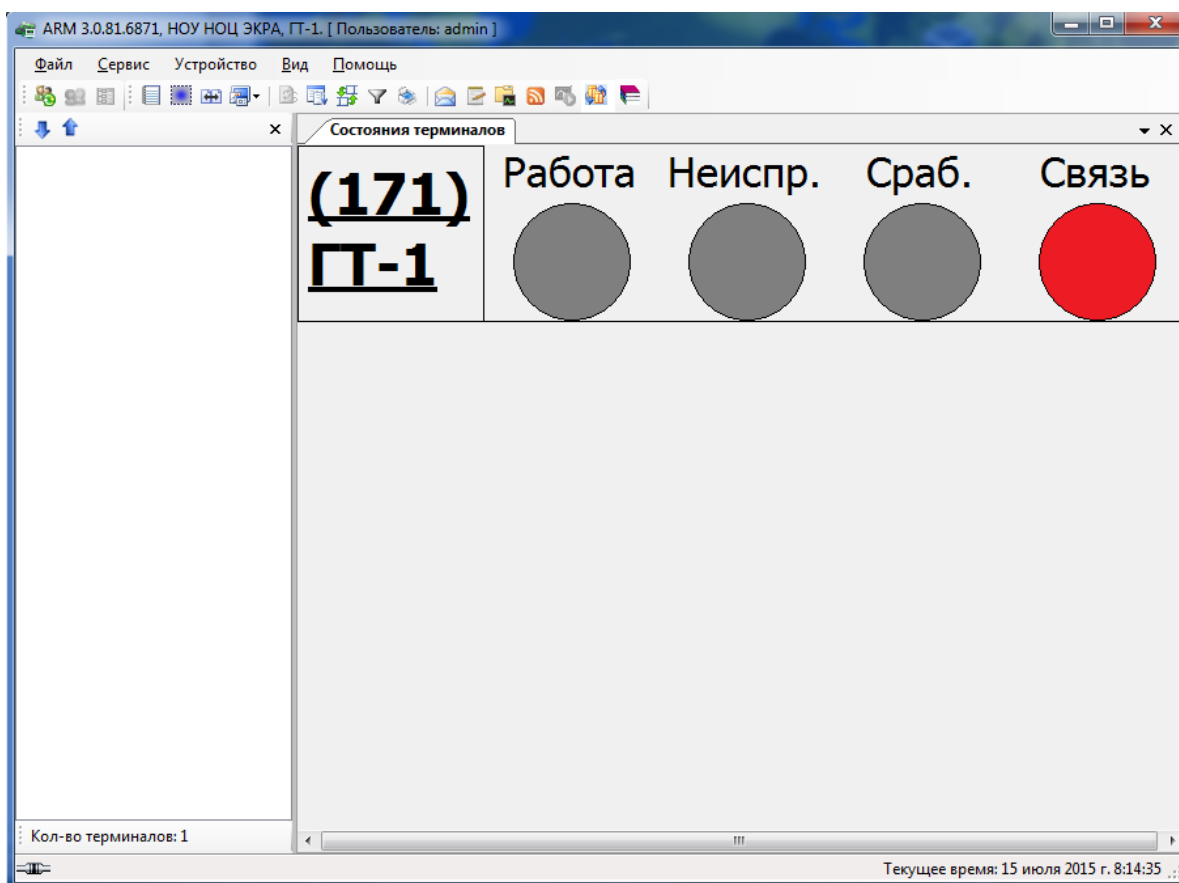 ARM 3.0.81.6871, НОУ НОЦ ЭКРА, ГТ-1. [ Пользователь: admin ]
Файл Сервис Устройство Вид Помощь
Состояния терминалов
(171)
ГТ-1
Работа Неиспр. Сраб. Связь
Кол-во терминалов: 1
Текущее время: 15 июля 2015 г. 8:14:35